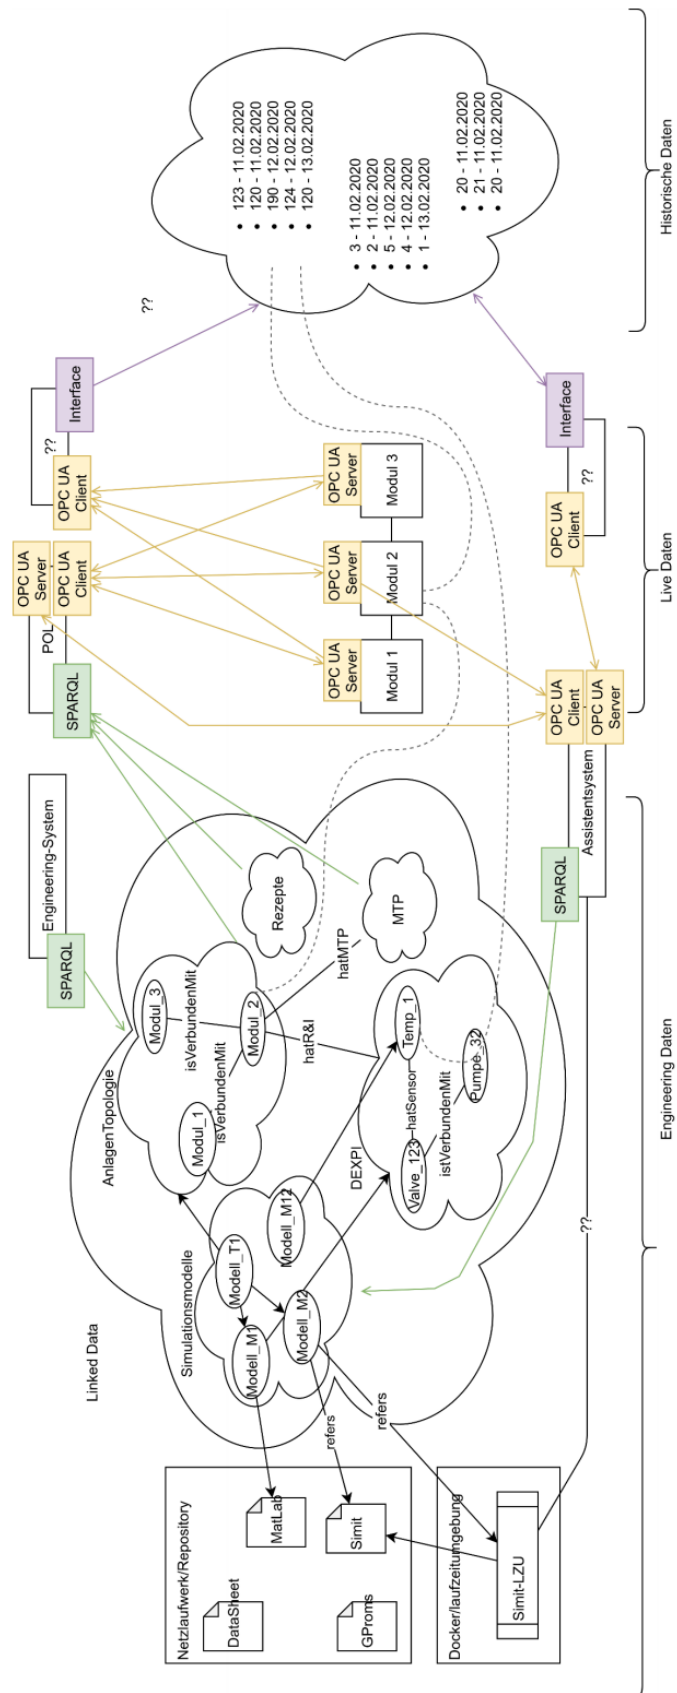 Linked Data
Netzlaufwerk/Repository
DataSheet
MatLab
GProms
Simit
Docker/laufzeitumgebung
Simit-LZU
refers
refers
Simulationsmodelle
Modell_T1
Modell_M1
Modell_M2
Modell_M12
AnlagenTopologie
Modul_3
isVerbundenMit
Modul_1
isVerbundenMit
Modul_2
hatR&I
hatMTP
Rezepte
MTP
DEXPI
Valve_123
hatSensor
Temp_1
istVerbundenMit
Pumpe_32
Engineering-System
SPARQL
SPARQL
POL
OPC UA
Server
OPC UA
Client
OPC UA
Client
??
Interface
??
OPC UA
Server
Modul 1
OPC UA
Server
Modul 2
OPC UA
Server
Modul 3
SPARQL
Assistentsystem
??
OPC UA
Client
OPC UA
Server
OPC UA
Client
??
Interface
123 - 11.02.2020
120 - 11.02.2020
190 - 12.02.2020
124 - 12.02.2020
120 - 13.02.2020
3 - 11.02.2020
2 - 11.02.2020
5 - 12.02.2020
4 - 12.02.2020
1 - 13.02.2020
20 - 11.02.2020
21 - 11.02.2020
20 - 11.02.2020
Engineering Daten
Live Daten
Historische Daten